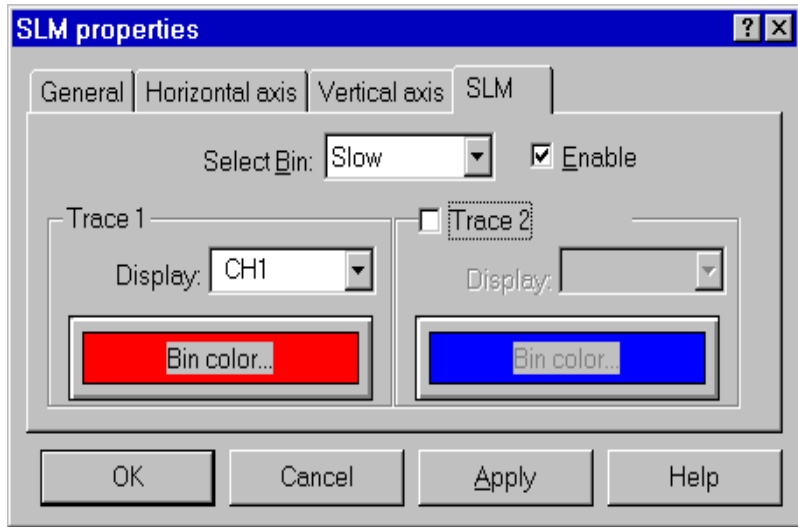 SLM properties
General Horizontal axis Vertical axis SLM
Select Bin: Slow Enable
Trace 1 Trace 2
Display: CH1 Display:
Bin color... Bin color...
OK Cancel Apply Help